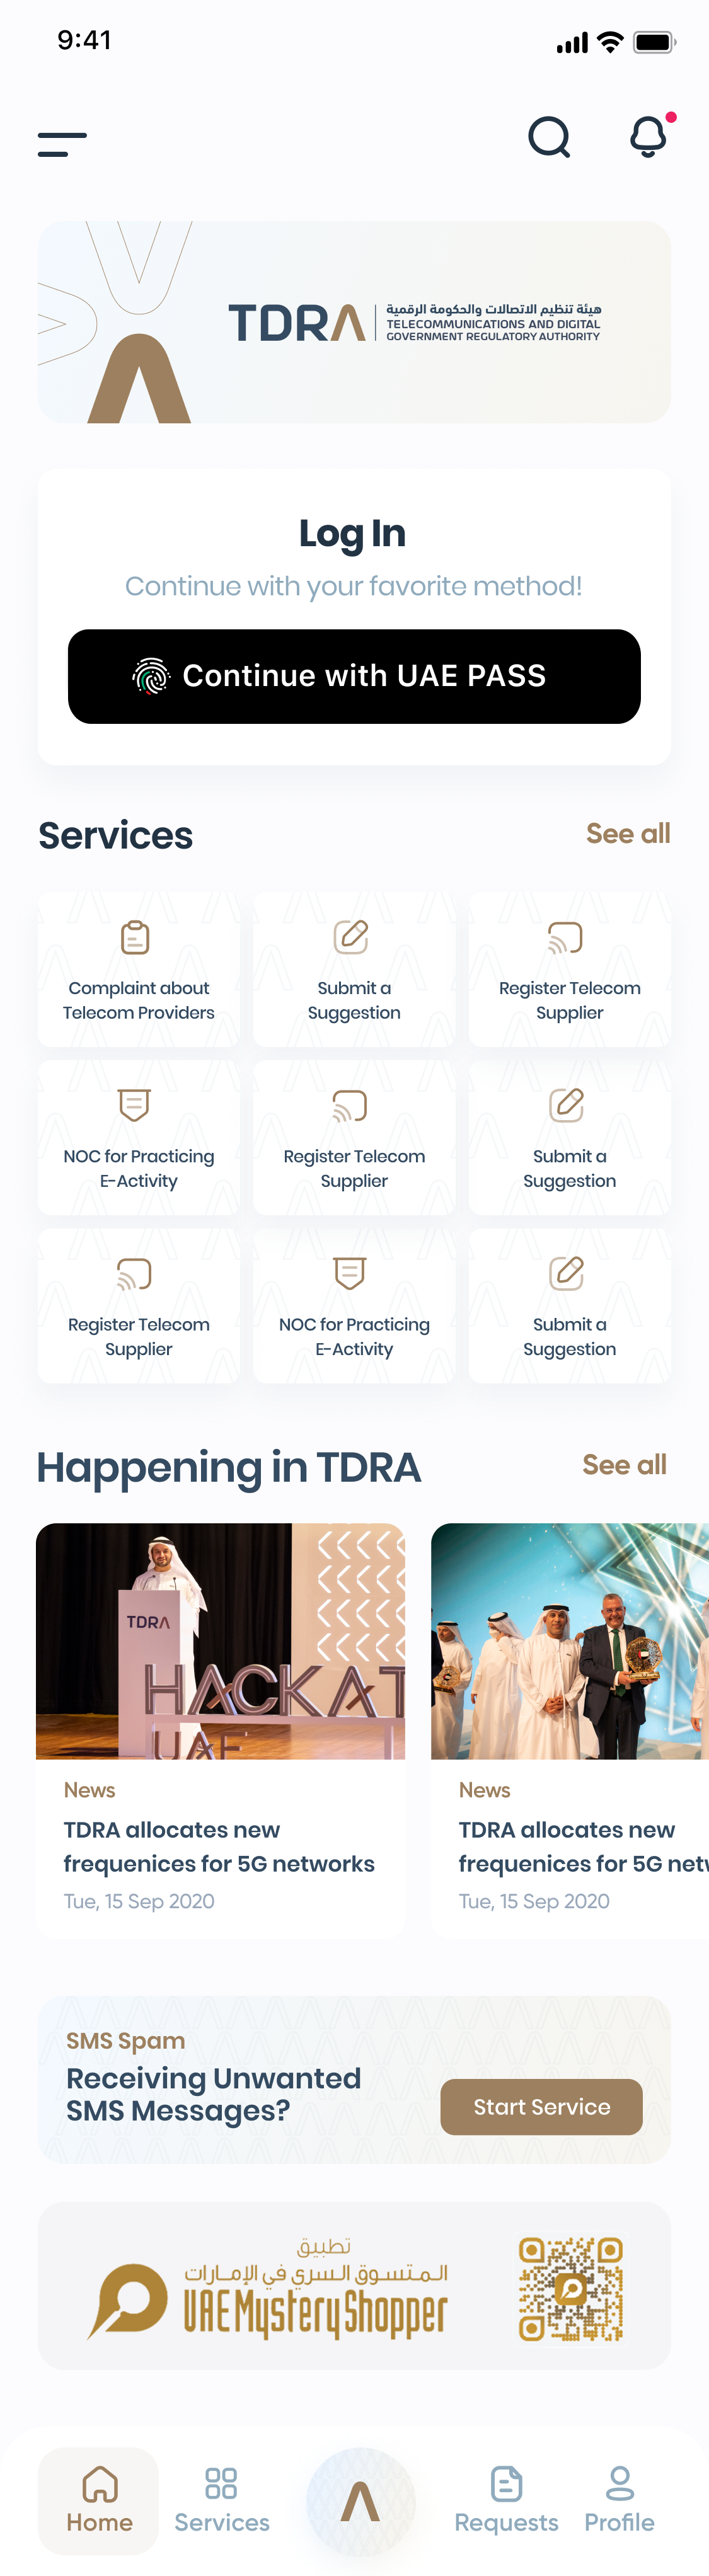 9:41
TDRA
هيئة تنظيم الاتصالات والحكومة الرقمية
TELECOMMUNICATIONS AND DIGITAL
GOVERNMENT REGULATORY AUTHORITY
Log In
Continue with your favorite method!
Continue with UAE PASS
Services
See all
Complaint about
Telecom Providers
Submit a
Suggestion
Register Telecom
Supplier
NOC for Practicing
E-Activity
Register Telecom
Supplier
Submit a
Suggestion
Register Telecom
Supplier
NOC for Practicing
E-Activity
Submit a
Suggestion
Happening in TDRA
See all
TDRA
HACKAT
UAE
News
TDRA allocates new
frequenices for 5G networks
Tue, 15 Sep 2020
News
TDRA allocates new
frequenices for 5G netw
Tue, 15 Sep 2020
SMS Spam
Receiving Unwanted
SMS Messages?
Start Service
تطبيق
المتسوق السري في الإمارات
UAE Mystery Shopper
Home
Services
Requests
Profile